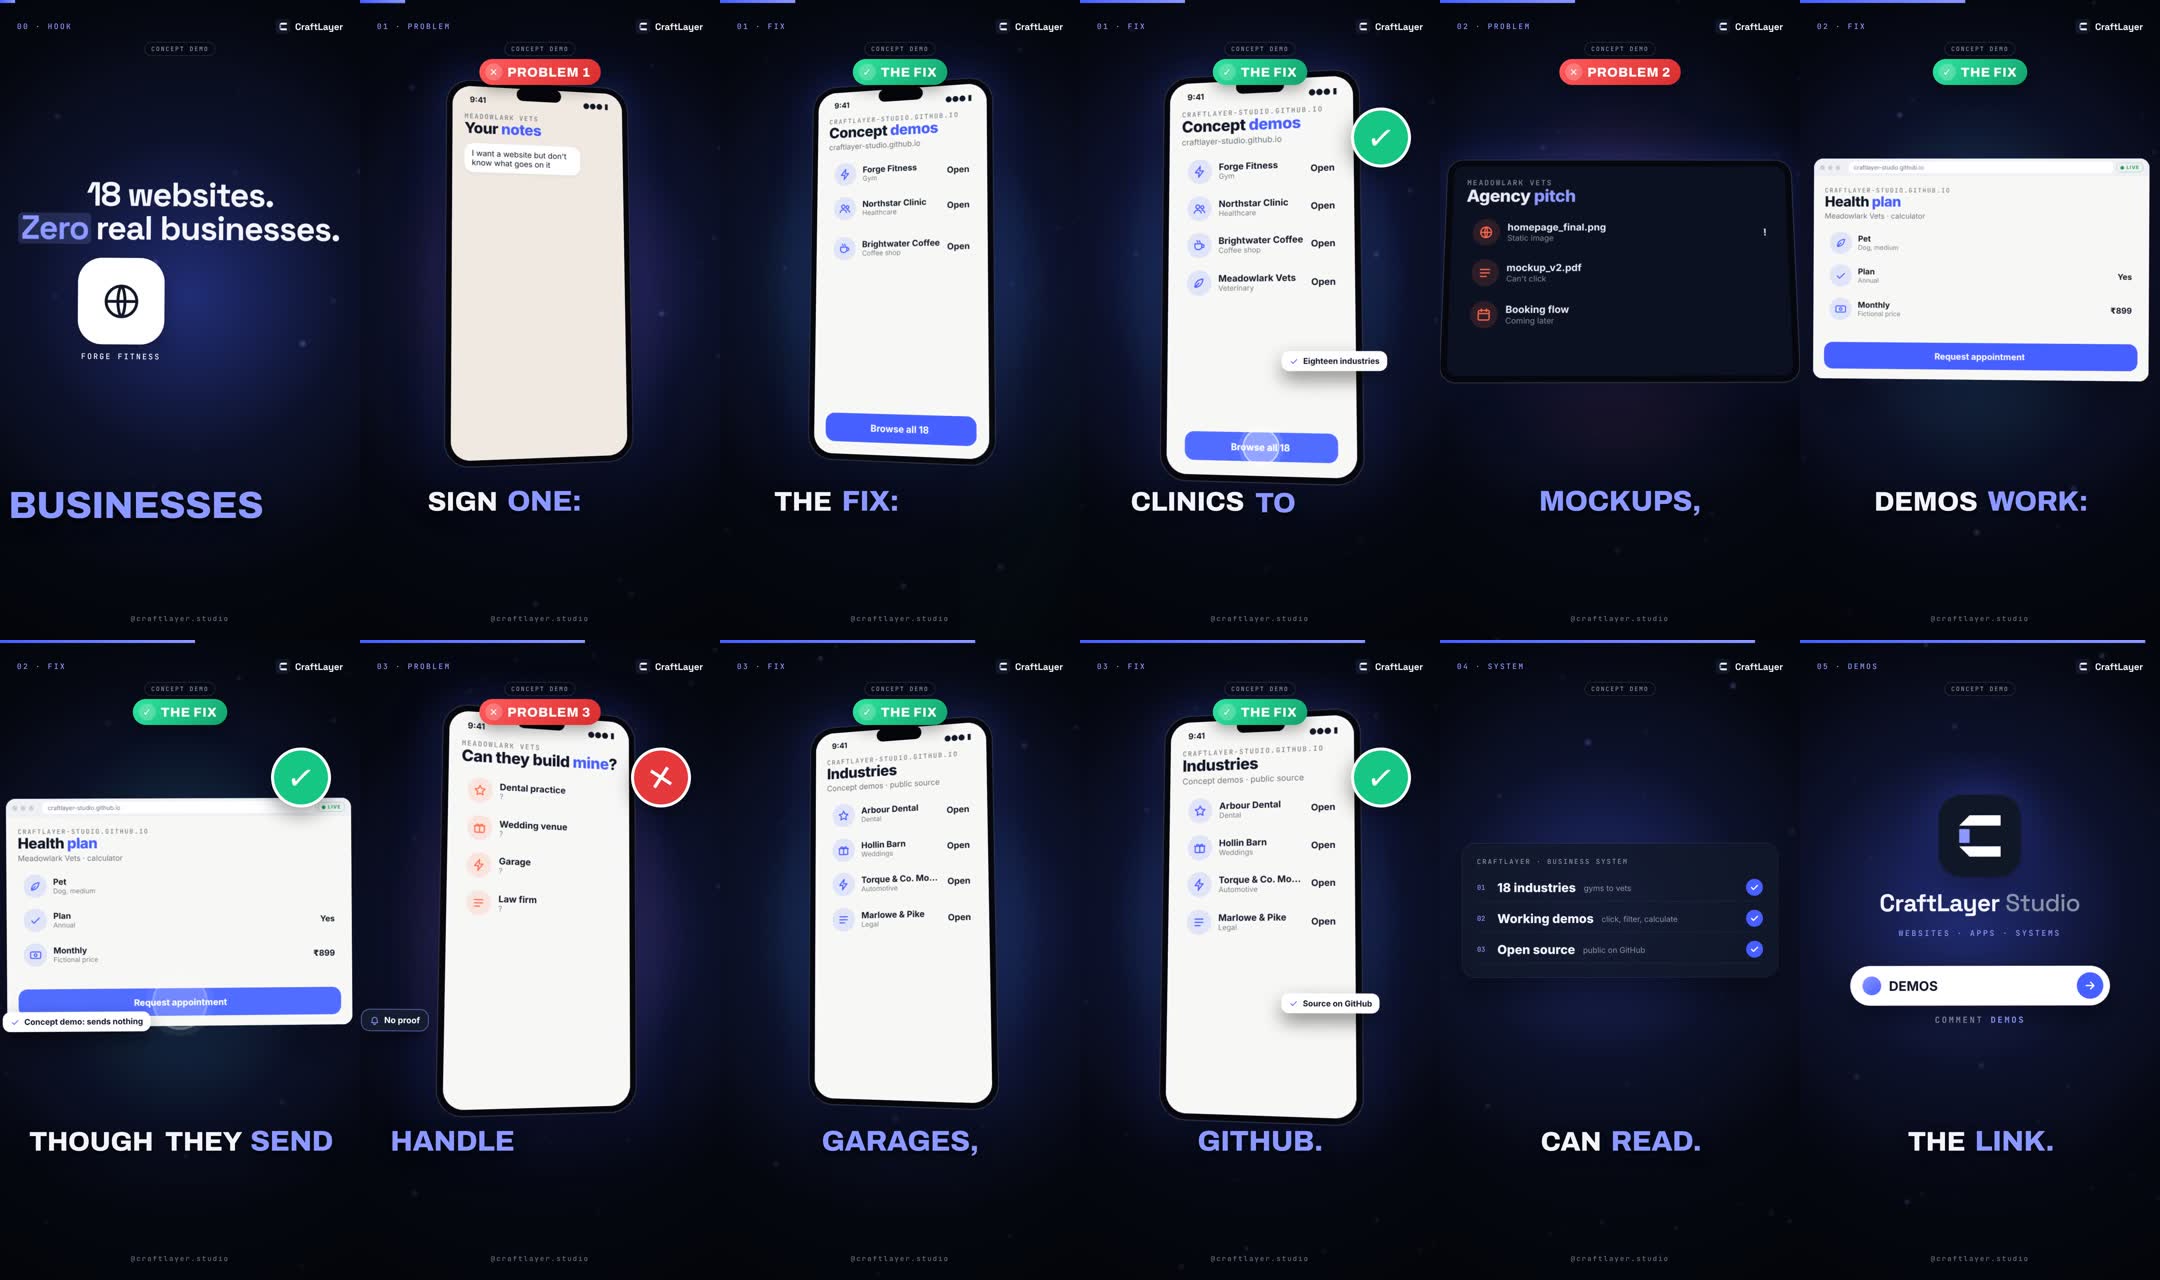 00 · HOOK
CraftLayer
CONCEPT DEMO
18 websites.
Zero real businesses.
FORGE FITNESS
BUSINESSES
01 · PROBLEM
CraftLayer
CONCEPT DEMO
PROBLEM 1
9:41
MEADOWLARK VETS
Your notes
I want a website but don't
know what goes on it
SIGN ONE:
@craftlayer.studio
01 · FIX
CraftLayer
CONCEPT DEMO
THE FIX
9:41
CRAFTLAYER-STUDIO.GITHUB.IO
Concept demos
craftlayer-studio.github.io
Forge Fitness Open
Gym
Northstar Clinic Open
Healthcare
Brightwater Coffee Open
Coffee shop
Browse all 18
THE FIX:
@craftlayer.studio
01 · FIX
CraftLayer
CONCEPT DEMO
THE FIX
9:41
CRAFTLAYER-STUDIO.GITHUB.IO
Concept demos
craftlayer-studio.github.io
Forge Fitness Open
Gym
Northstar Clinic Open
Healthcare
Brightwater Coffee Open
Coffee shop
Meadowlark Vets Open
Veterinary
Eighteen industries
Browse all 18
CLINICS TO
@craftlayer.studio
02 · PROBLEM
CraftLayer
CONCEPT DEMO
PROBLEM 2
MEADOWLARK VETS
Agency pitch
homepage_final.png !
Static image
mockup_v2.pdf
Can't click
Booking flow
Coming later
MOCKUPS,
@craftlayer.studio
02 · FIX
CraftLayer
CONCEPT DEMO
THE FIX
craftlayer-studio.github.io LIVE
CRAFTLAYER-STUDIO.GITHUB.IO
Health plan
Meadowlark Vets · calculator
Pet
Dog, medium
Plan Yes
Annual
Monthly ₹899
Fictional price
Request appointment
DEMOS WORK:
@craftlayer.studio
02 · FIX
CraftLayer
CONCEPT DEMO
THE FIX
craftlayer-studio.github.io LIVE
CRAFTLAYER-STUDIO.GITHUB.IO
Health plan
Meadowlark Vets · calculator
Pet
Dog, medium
Plan Yes
Annual
Monthly ₹899
Fictional price
Request appointment
Concept demo: sends nothing
THOUGH THEY SEND
@craftlayer.studio
03 · PROBLEM
CraftLayer
CONCEPT DEMO
PROBLEM 3
9:41
MEADOWLARK VETS
Can they build mine?
Dental practice
?
Wedding venue
?
Garage
?
Law firm
?
No proof
HANDLE
@craftlayer.studio
03 · FIX
CraftLayer
CONCEPT DEMO
THE FIX
9:41
CRAFTLAYER-STUDIO.GITHUB.IO
Industries
Concept demos · public source
Arbour Dental Open
Dental
Hollin Barn Open
Weddings
Torque & Co. Mo... Open
Automotive
Marlowe & Pike Open
Legal
GARAGES,
@craftlayer.studio
03 · FIX
CraftLayer
CONCEPT DEMO
THE FIX
9:41
CRAFTLAYER-STUDIO.GITHUB.IO
Industries
Concept demos · public source
Arbour Dental Open
Dental
Hollin Barn Open
Weddings
Torque & Co. Mo... Open
Automotive
Marlowe & Pike Open
Legal
Source on GitHub
GITHUB.
@craftlayer.studio
04 · SYSTEM
CraftLayer
CONCEPT DEMO
CRAFTLAYER · BUSINESS SYSTEM
01 18 industries gyms to vets
02 Working demos click, filter, calculate
03 Open source public on GitHub
CAN READ.
@craftlayer.studio
05 · DEMOS
CraftLayer
CONCEPT DEMO
CraftLayer Studio
WEBSITES · APPS · SYSTEMS
DEMOS
COMMENT DEMOS
THE LINK.
@craftlayer.studio